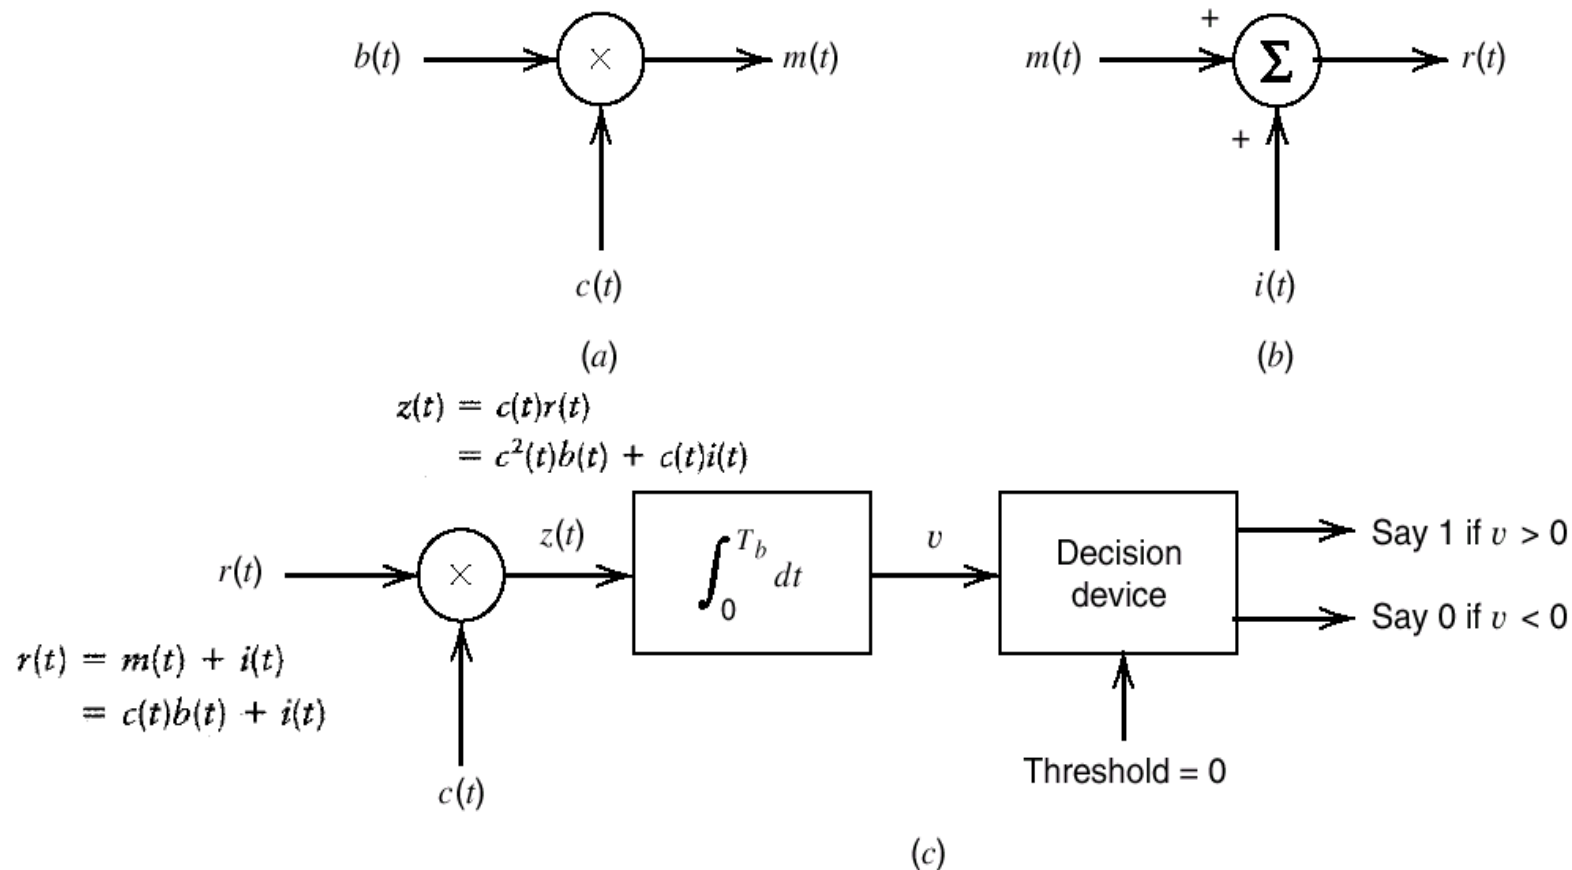 +
b(t) × m(t) m(t) Σ r(t)
+
c(t) i(t)
(a) (b)
z(t) = c(t)r(t)
= c²(t)b(t) + c(t)i(t)
r(t) × z(t) ∫₀^{T_b} dt v Decision device Say 1 if v > 0
Say 0 if v < 0
r(t) = m(t) + i(t)
= c(t)b(t) + i(t)
c(t)
Threshold = 0
(c)